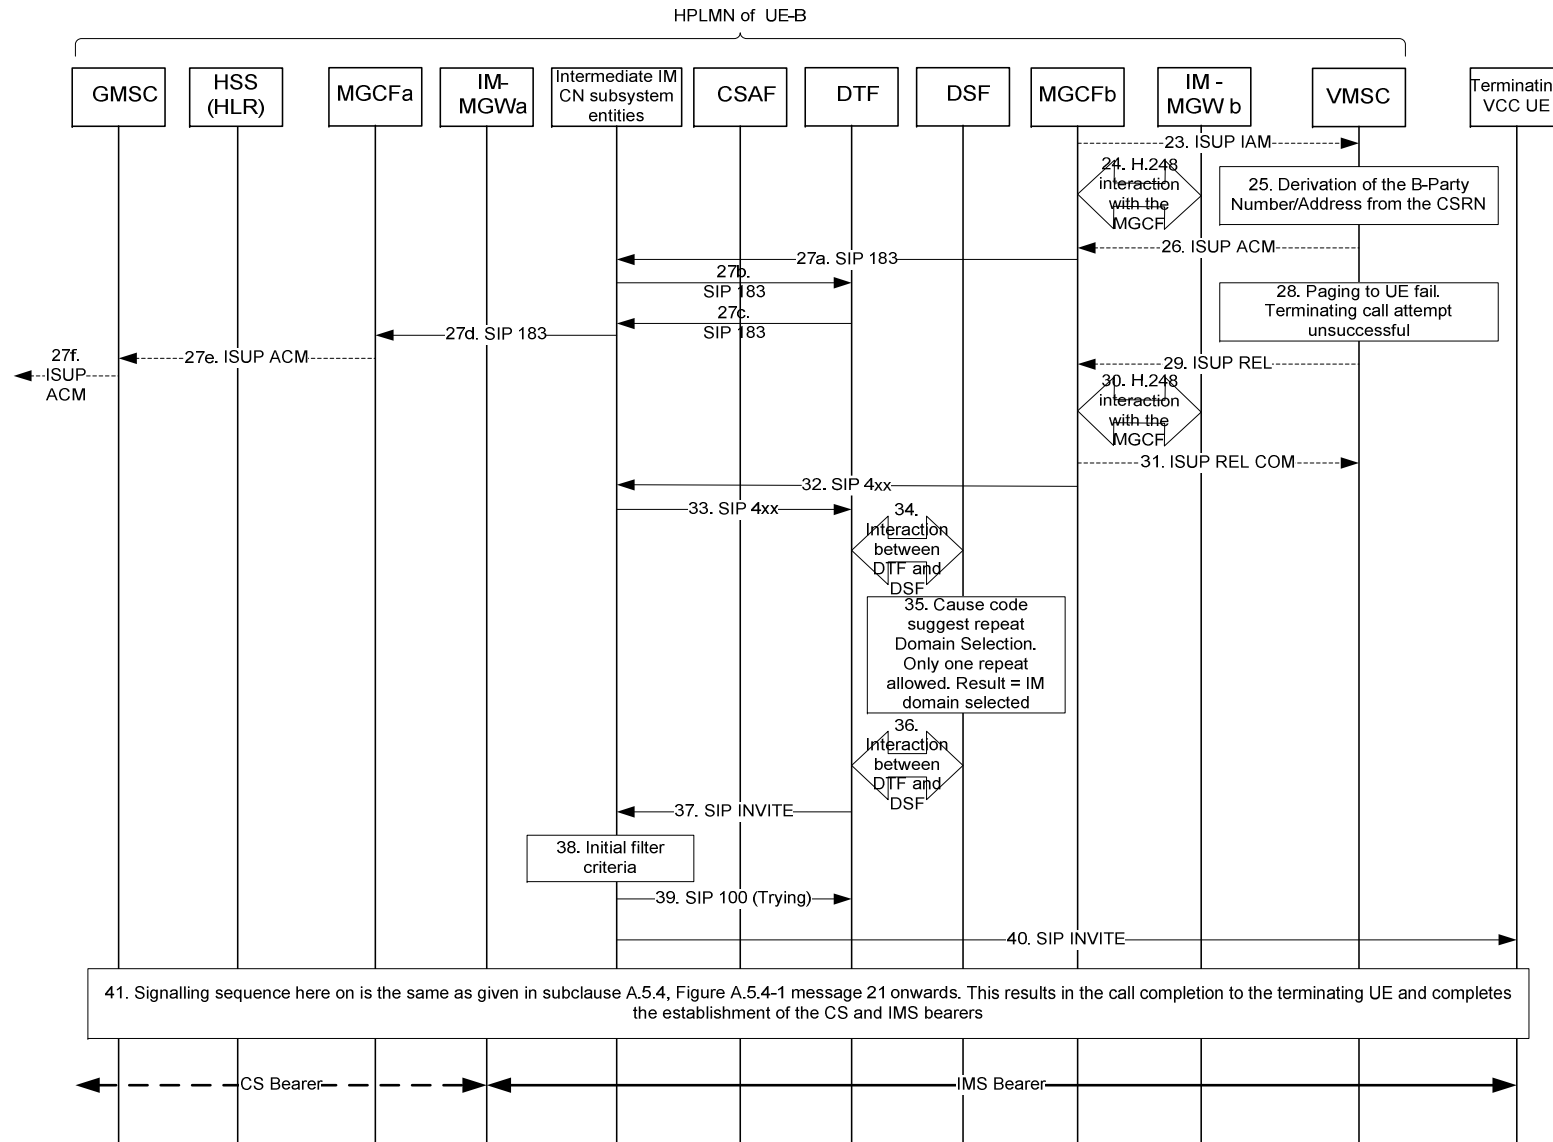 HPLMN of UE-B
GMSC
HSS
(HLR)
MGCFa
IM-
MGWa
Intermediate IM
CN subsystem
entities
CSAF
DTF
DSF
MGCFb
IM -
MGW b
VMSC
Terminatin
VCC UE
23. ISUP IAM
24. H.248
interaction
with the
MGCF
25. Derivation of the B-Party
Number/Address from the CSRN
26. ISUP ACM
27a. SIP 183
27b.
SIP 183
27c.
SIP 183
27d. SIP 183
27e. ISUP ACM
27f.
ISUP
ACM
28. Paging to UE fail.
Terminating call attempt
unsuccessful
29. ISUP REL
30. H.248
interaction
with the
MGCF
31. ISUP REL COM
32. SIP 4xx
33. SIP 4xx
34.
Interaction
between
DTF and
DSF
35. Cause code
suggest repeat
Domain Selection.
Only one repeat
allowed. Result = IM
domain selected
36.
Interaction
between
DTF and
DSF
37. SIP INVITE
38. Initial filter
criteria
39. SIP 100 (Trying)
40. SIP INVITE
41. Signalling sequence here on is the same as given in subclause A.5.4, Figure A.5.4-1 message 21 onwards. This results in the call completion to the terminating UE and completes
the establishment of the CS and IMS bearers
CS Bearer
IMS Bearer